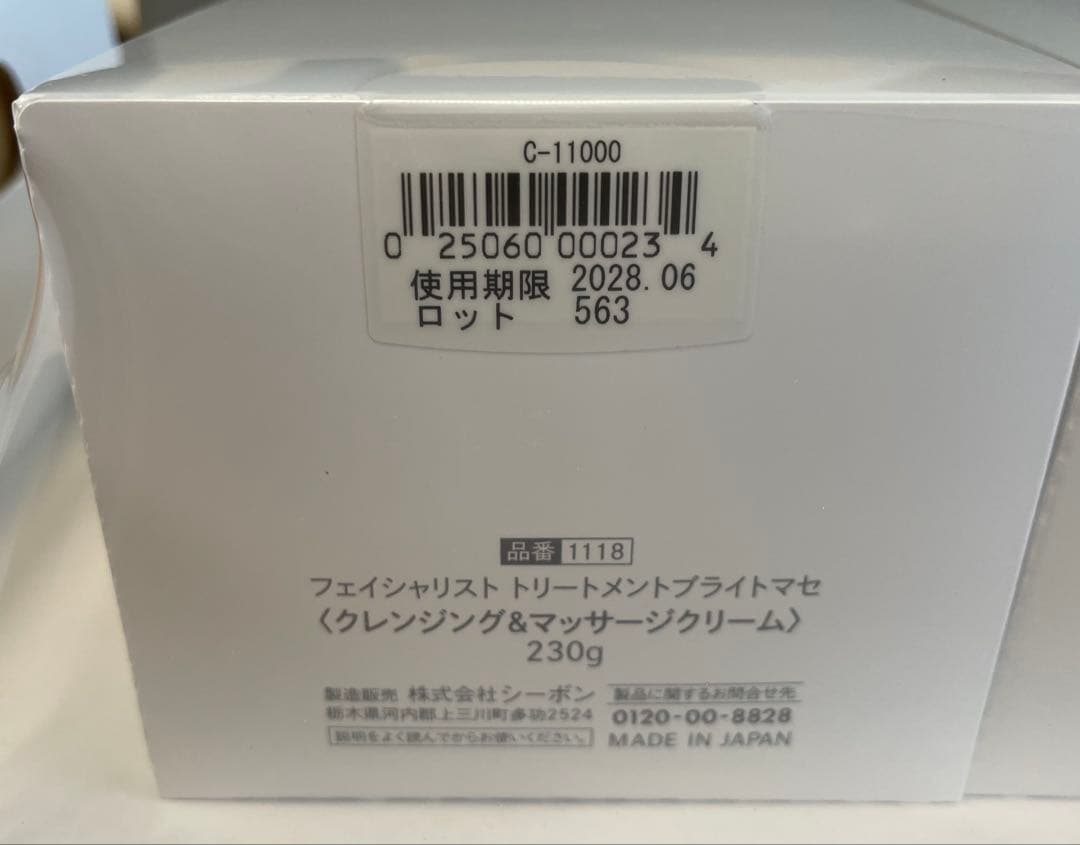 C-11000
0 25060 00023 4
使用期限 2028.06
ロット 563
品番 1118
フェイシャリスト トリートメントブライトマセ
〈クレンジング&マッサージクリーム〉
230g
製造販売 株式会社シーボン
栃木県河内郡上三川町多功2524
説明をよく読んでからお使いください。
製品に関するお問合せ先
0120-00-8828
MADE IN JAPAN